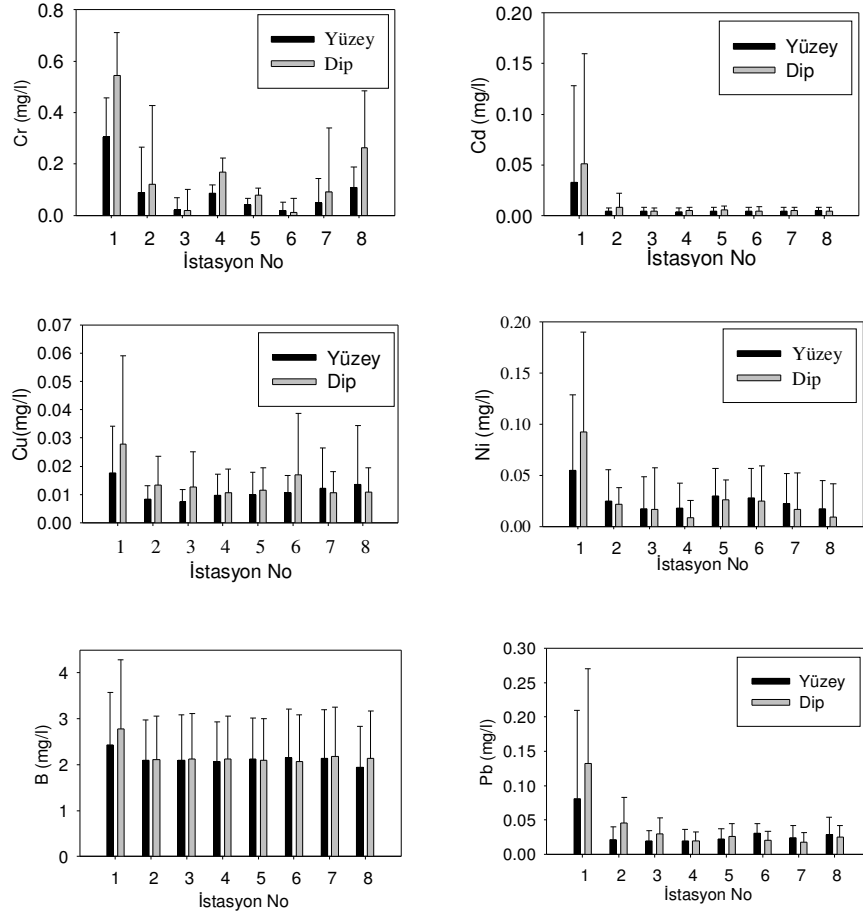 0.8
0.6
0.4
0.2
0.0
Cr (mg/l)
Yüzey
Dip
1 2 3 4 5 6 7 8
İstasyon No
0.20
0.15
0.10
0.05
0.00
Cd (mg/l)
Yüzey
Dip
1 2 3 4 5 6 7 8
İstasyon No
0.07
0.06
0.05
0.04
0.03
0.02
0.01
0.00
Cu(mg/l)
Yüzey
Dip
1 2 3 4 5 6 7 8
İstasyon No
0.20
0.15
0.10
0.05
0.00
Ni (mg/l)
Yüzey
Dip
1 2 3 4 5 6 7 8
İstasyon No
4
3
2
1
0
B (mg/l)
1 2 3 4 5 6 7 8
İstasyon No
0.30
0.25
0.20
0.15
0.10
0.05
0.00
Pb (mg/l)
Yüzey
Dip
1 2 3 4 5 6 7 8
İstasyon No